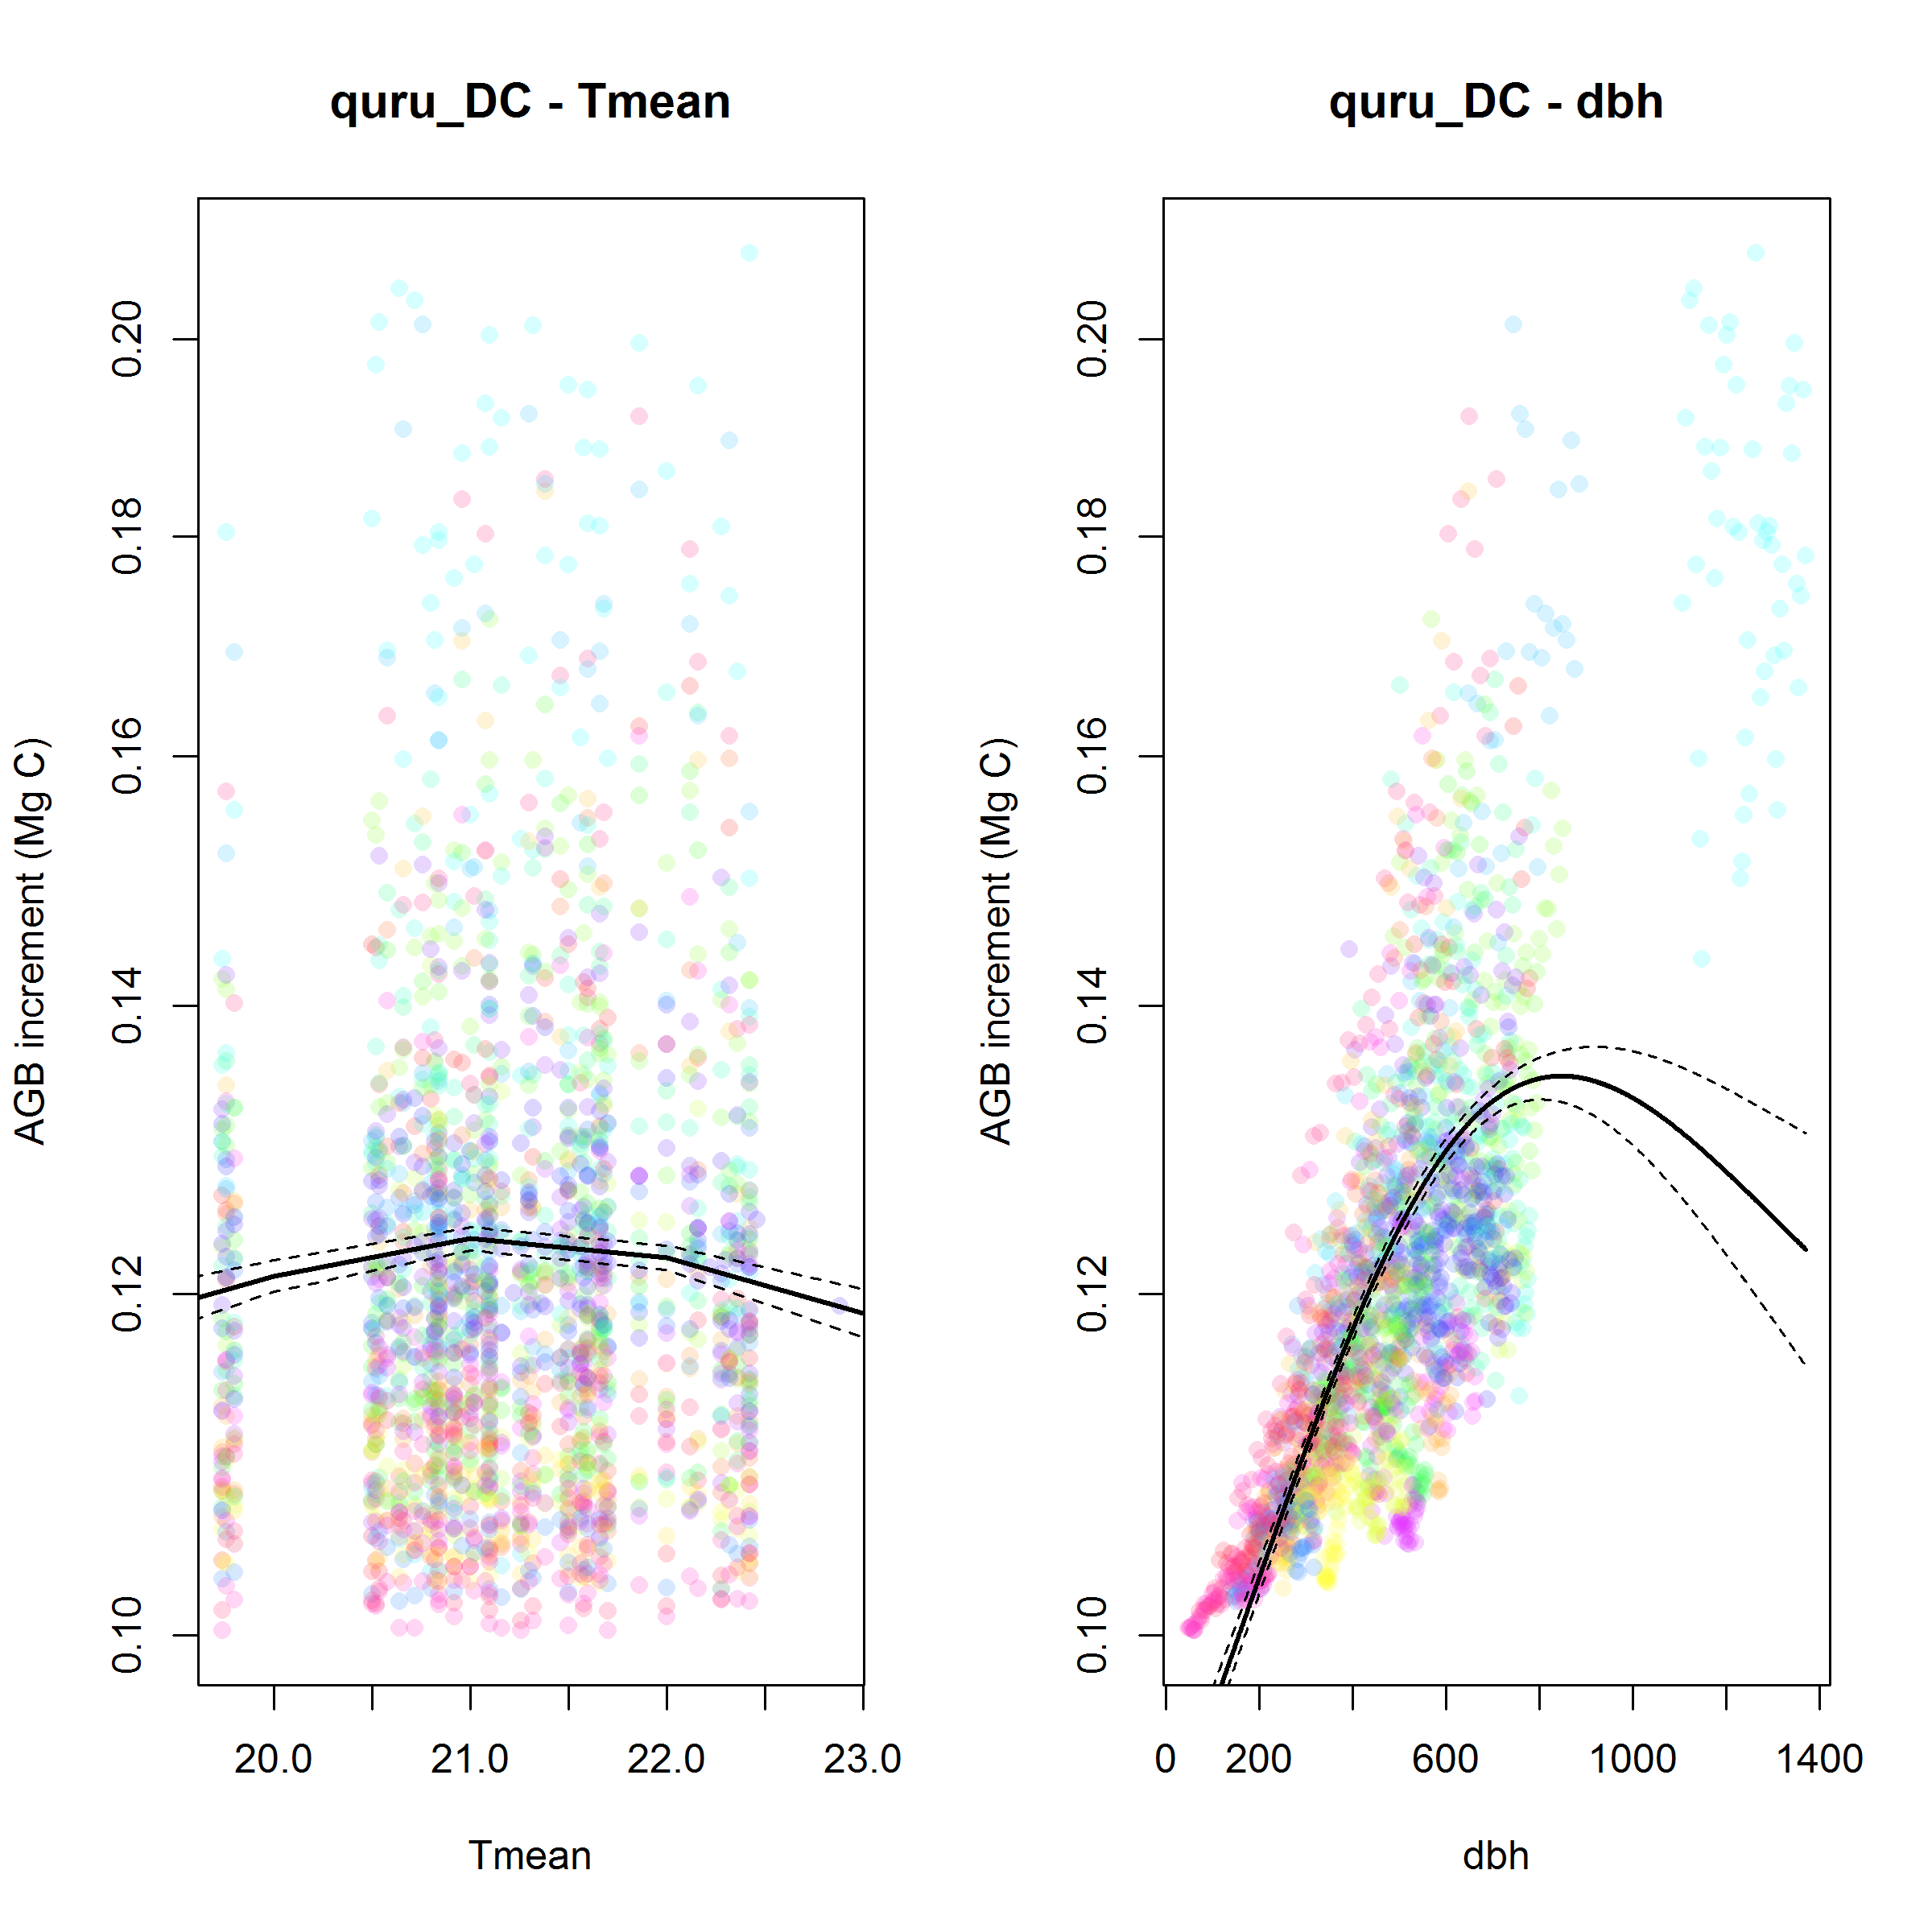 quru_DC - Tmean
AGB increment (Mg C)
0.20
0.18
0.16
0.14
0.12
0.10
20.0 21.0 22.0 23.0
Tmean
quru_DC - dbh
AGB increment (Mg C)
0.20
0.18
0.16
0.14
0.12
0.10
0 200 600 1000 1400
dbh